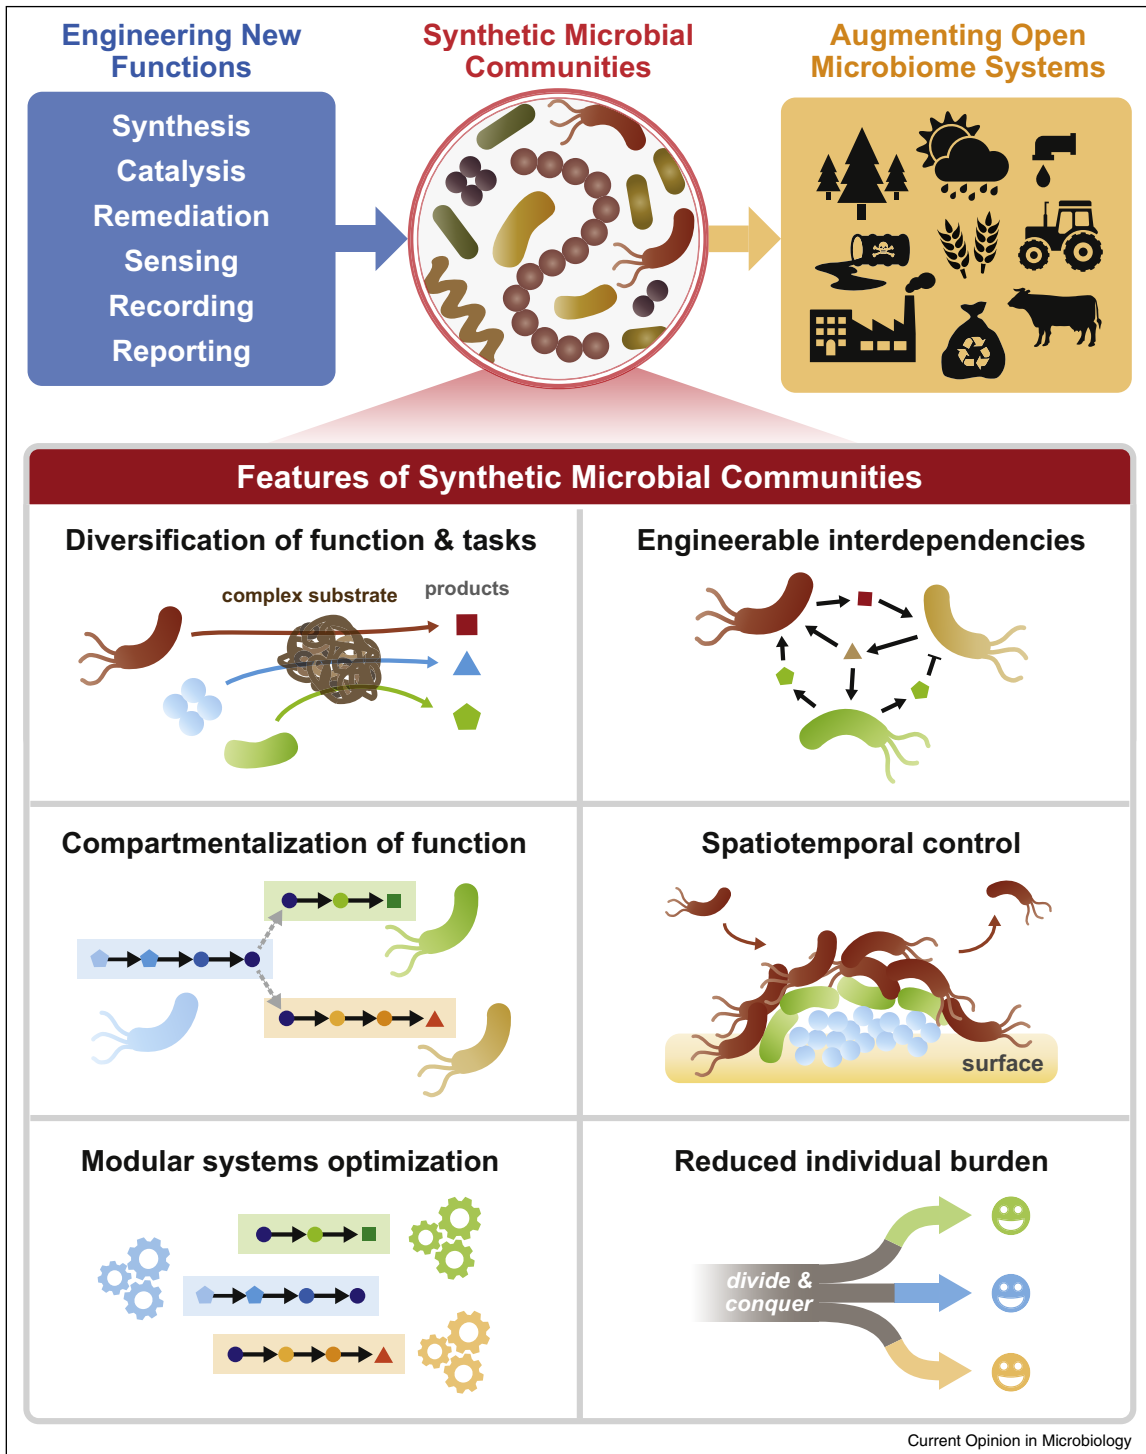 Engineering New
Functions
Synthetic Microbial
Communities
Augmenting Open
Microbiome Systems
Synthesis
Catalysis
Remediation
Sensing
Recording
Reporting
Features of Synthetic Microbial Communities
Diversification of function & tasks
complex substrate
products
Engineerable interdependencies
Compartmentalization of function
Spatiotemporal control
surface
Modular systems optimization
Reduced individual burden
divide &
conquer
Current Opinion in Microbiology